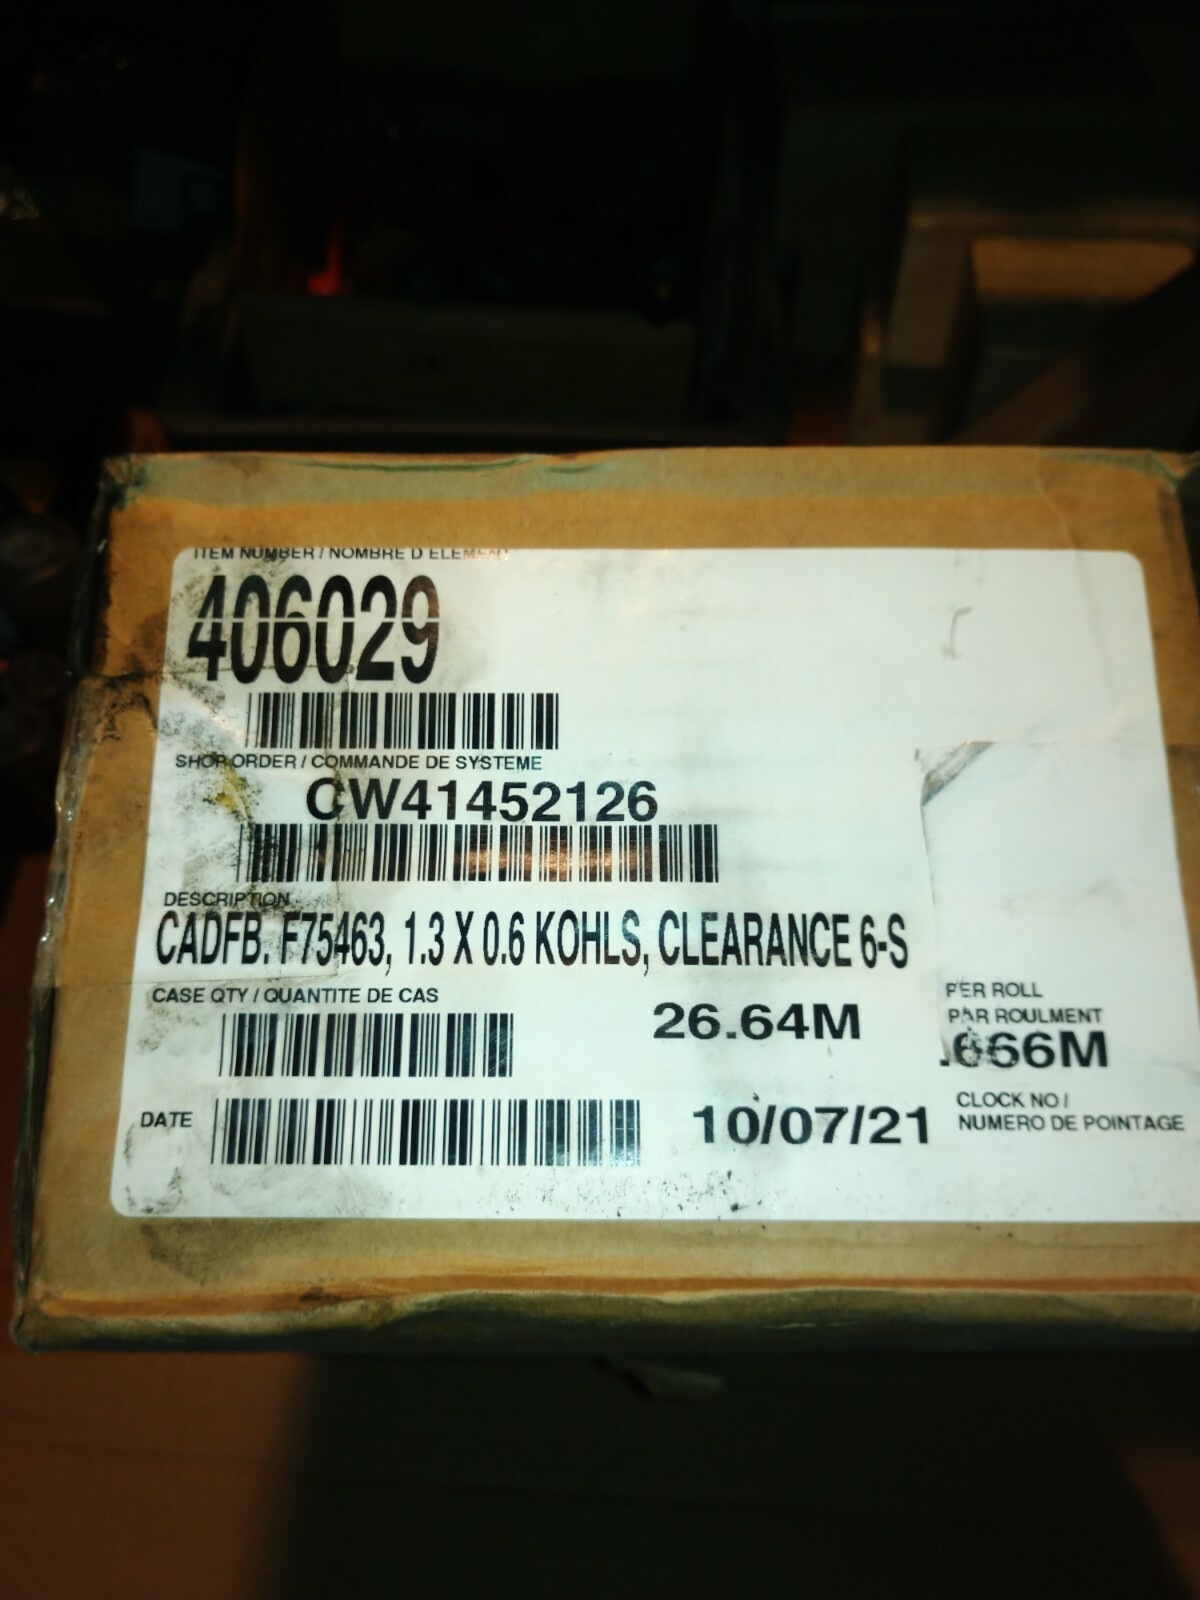 ITEM NUMBER / NOMBRE D ELEMENT
406029
SHOP ORDER / COMMANDE DE SYSTEME
CW41452126
DESCRIPTION
CADFB. F75463, 1.3 X 0.6 KOHLS, CLEARANCE 6-S
CASE QTY / QUANTITE DE CAS
26.64M
PER ROLL
PAR ROULMENT
.666M
DATE
10/07/21
CLOCK NO /
NUMERO DE POINTAGE